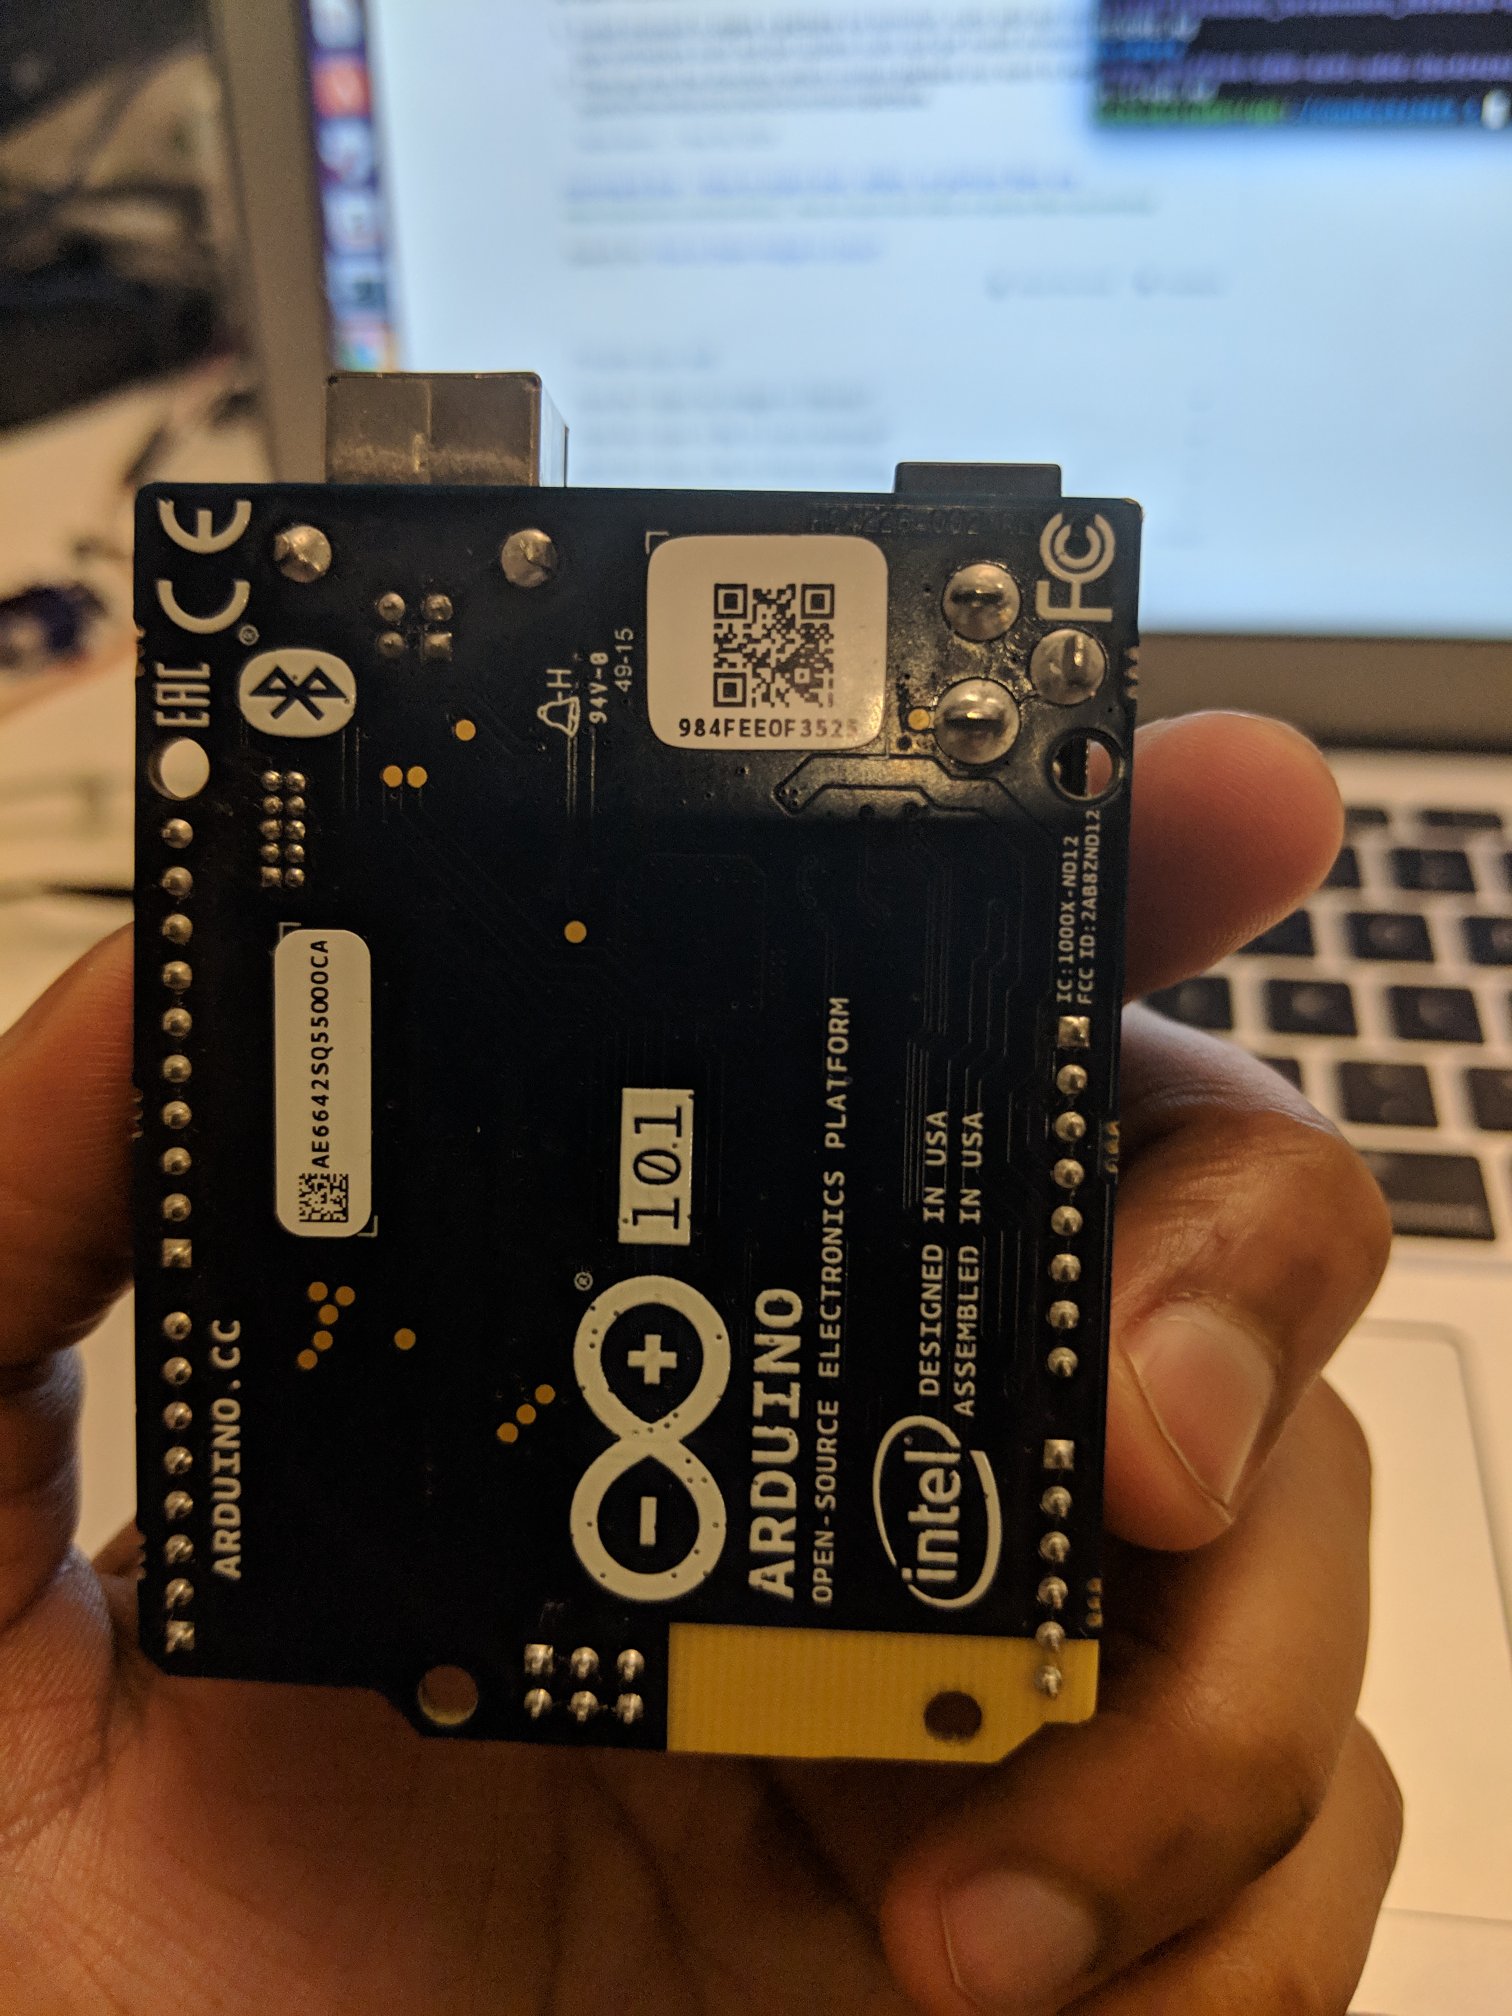 CE
EAC
H
94V-0
49-15
984FEE0F3525
FC
IC:1000X-ND12
FCC ID:2AB8ZND12
AE6642SQ55000CA
101
ARDUINO
OPEN-SOURCE ELECTRONICS PLATFORM
intel
DESIGNED IN USA
ASSEMBLED IN USA
ARDUINO.CC